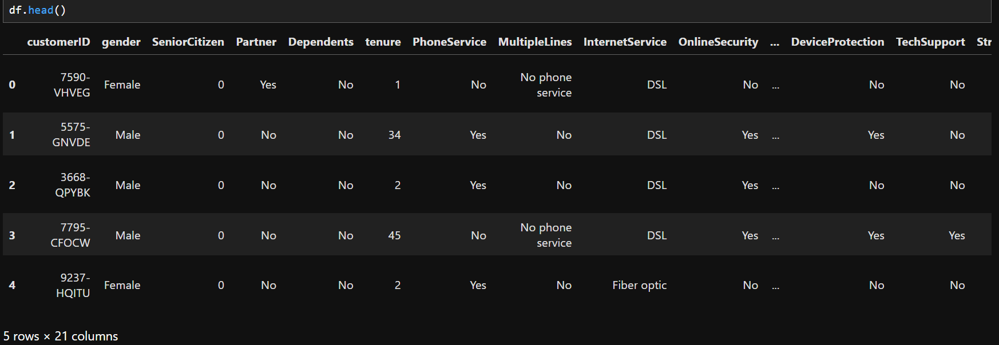 df.head()
customerID gender SeniorCitizen Partner Dependents tenure PhoneService MultipleLines InternetService OnlineSecurity ... DeviceProtection TechSupport Str
0 7590-VHVEG Female 0 Yes No 1 No No phone service DSL No ... No No
1 5575-GNVDE Male 0 No No 34 Yes No DSL Yes ... Yes No
2 3668-QPYBK Male 0 No No 2 Yes No DSL Yes ... No No
3 7795-CFOCW Male 0 No No 45 No No phone service DSL Yes ... Yes Yes
4 9237-HQITU Female 0 No No 2 Yes No Fiber optic No ... No No
5 rows × 21 columns